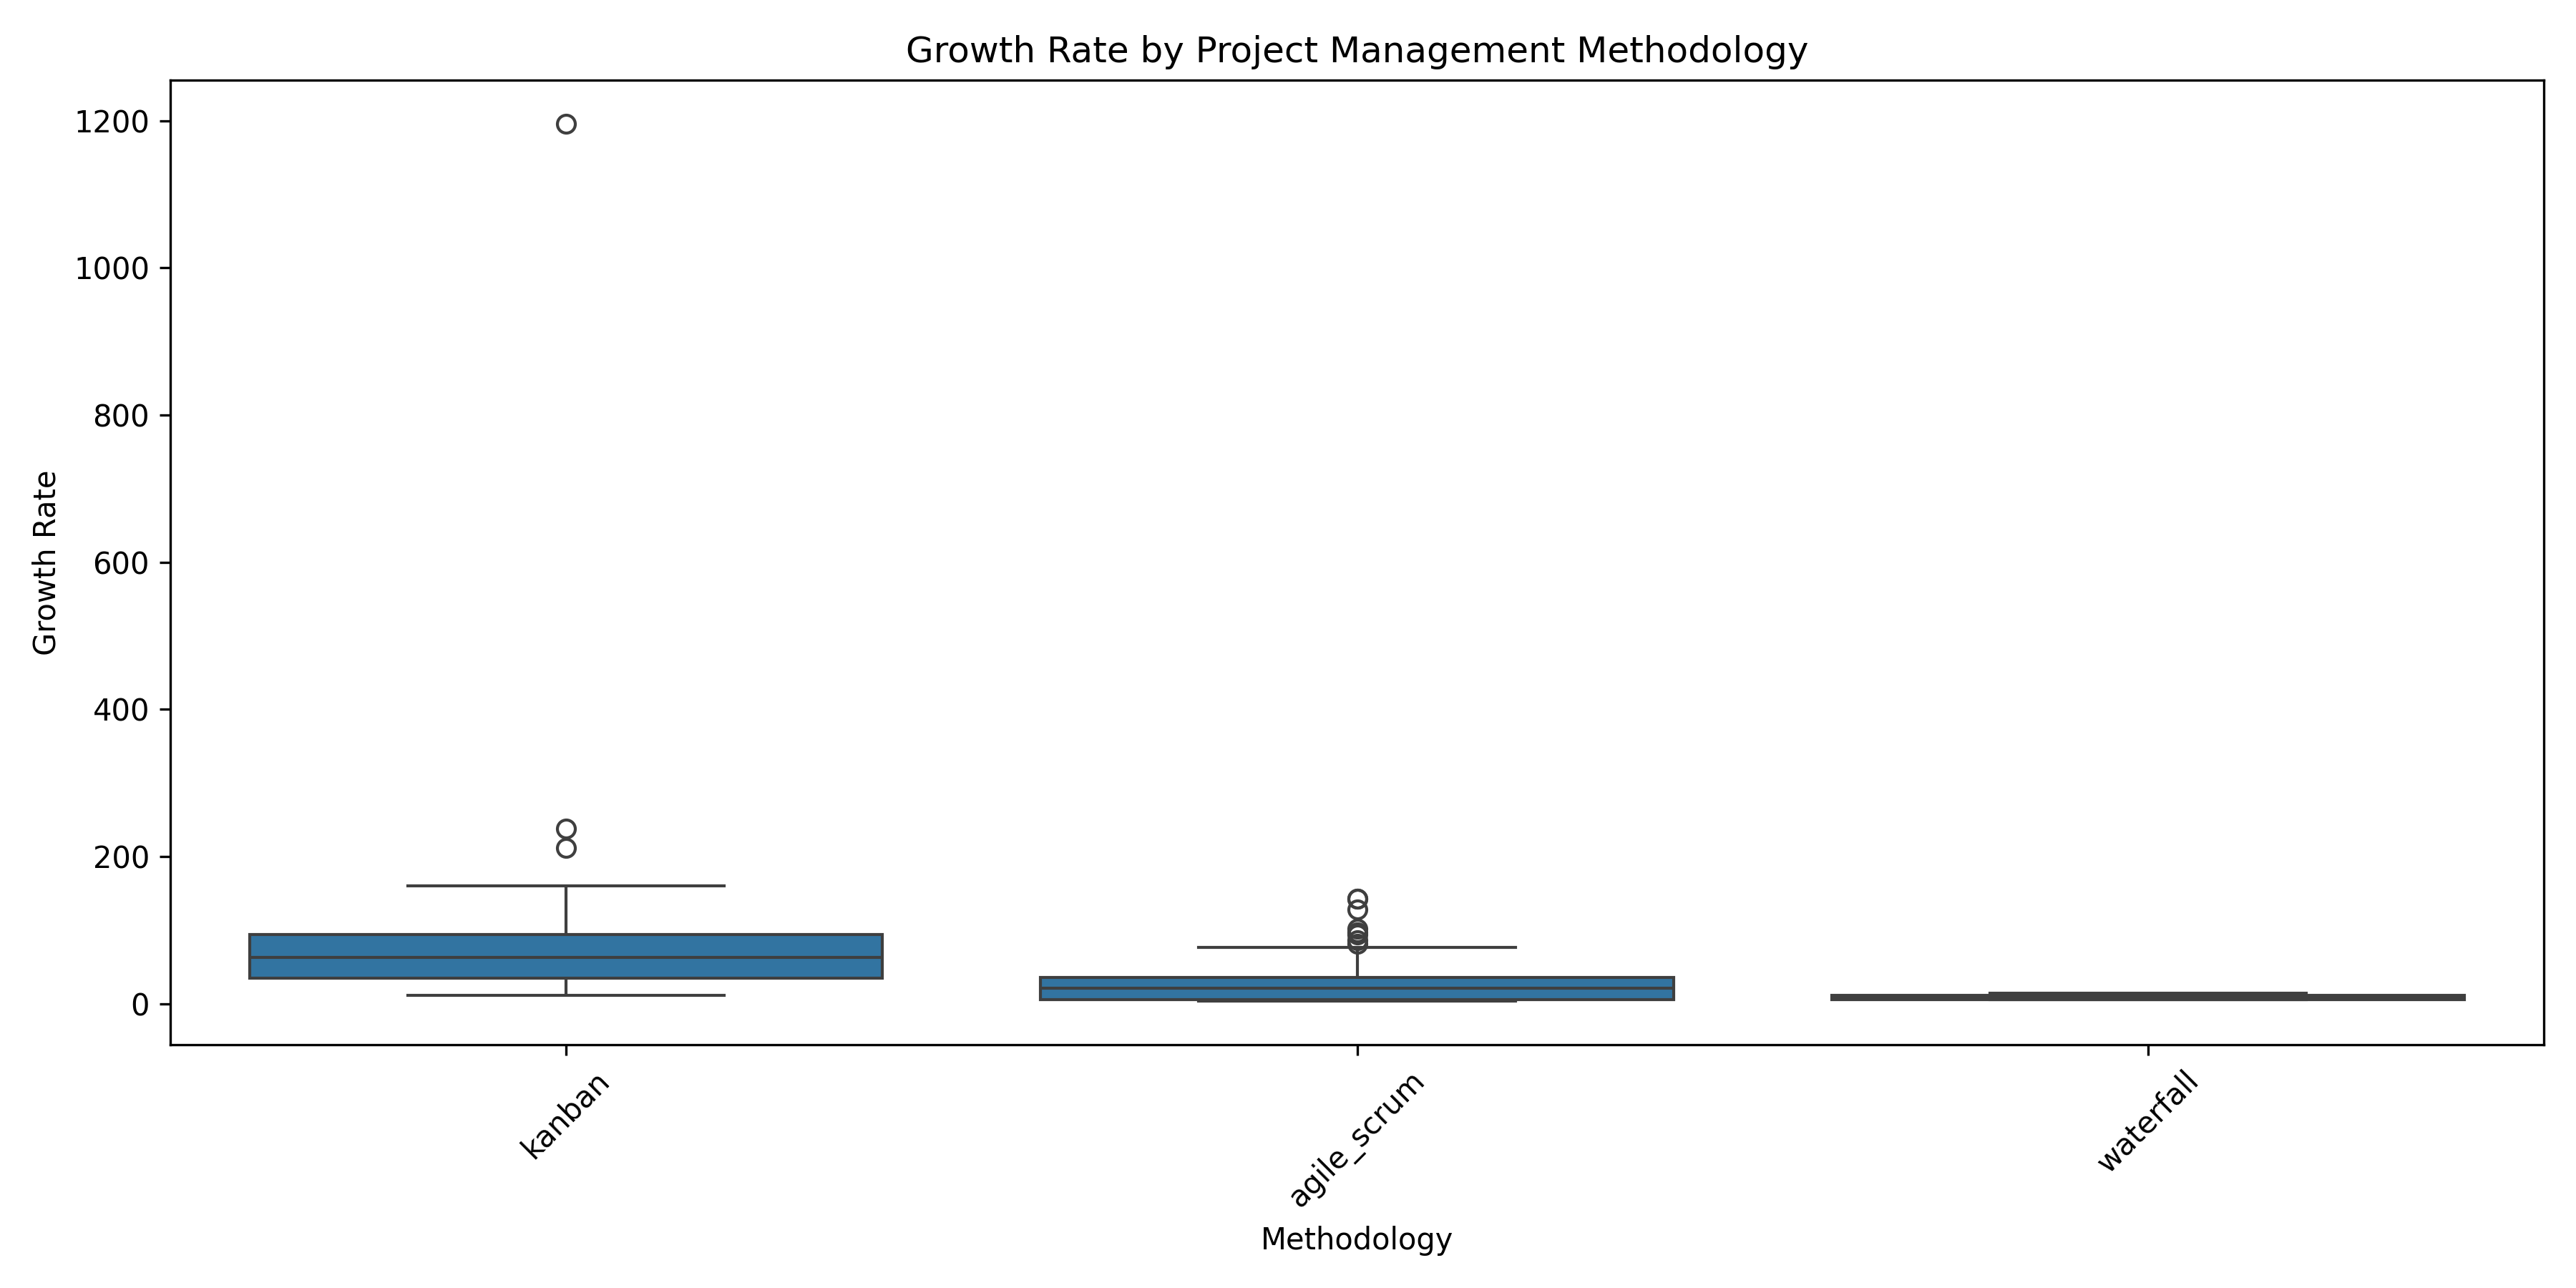 Growth Rate by Project Management Methodology
Growth Rate
1200
1000
800
600
400
200
0
kanban
agile_scrum
waterfall
Methodology